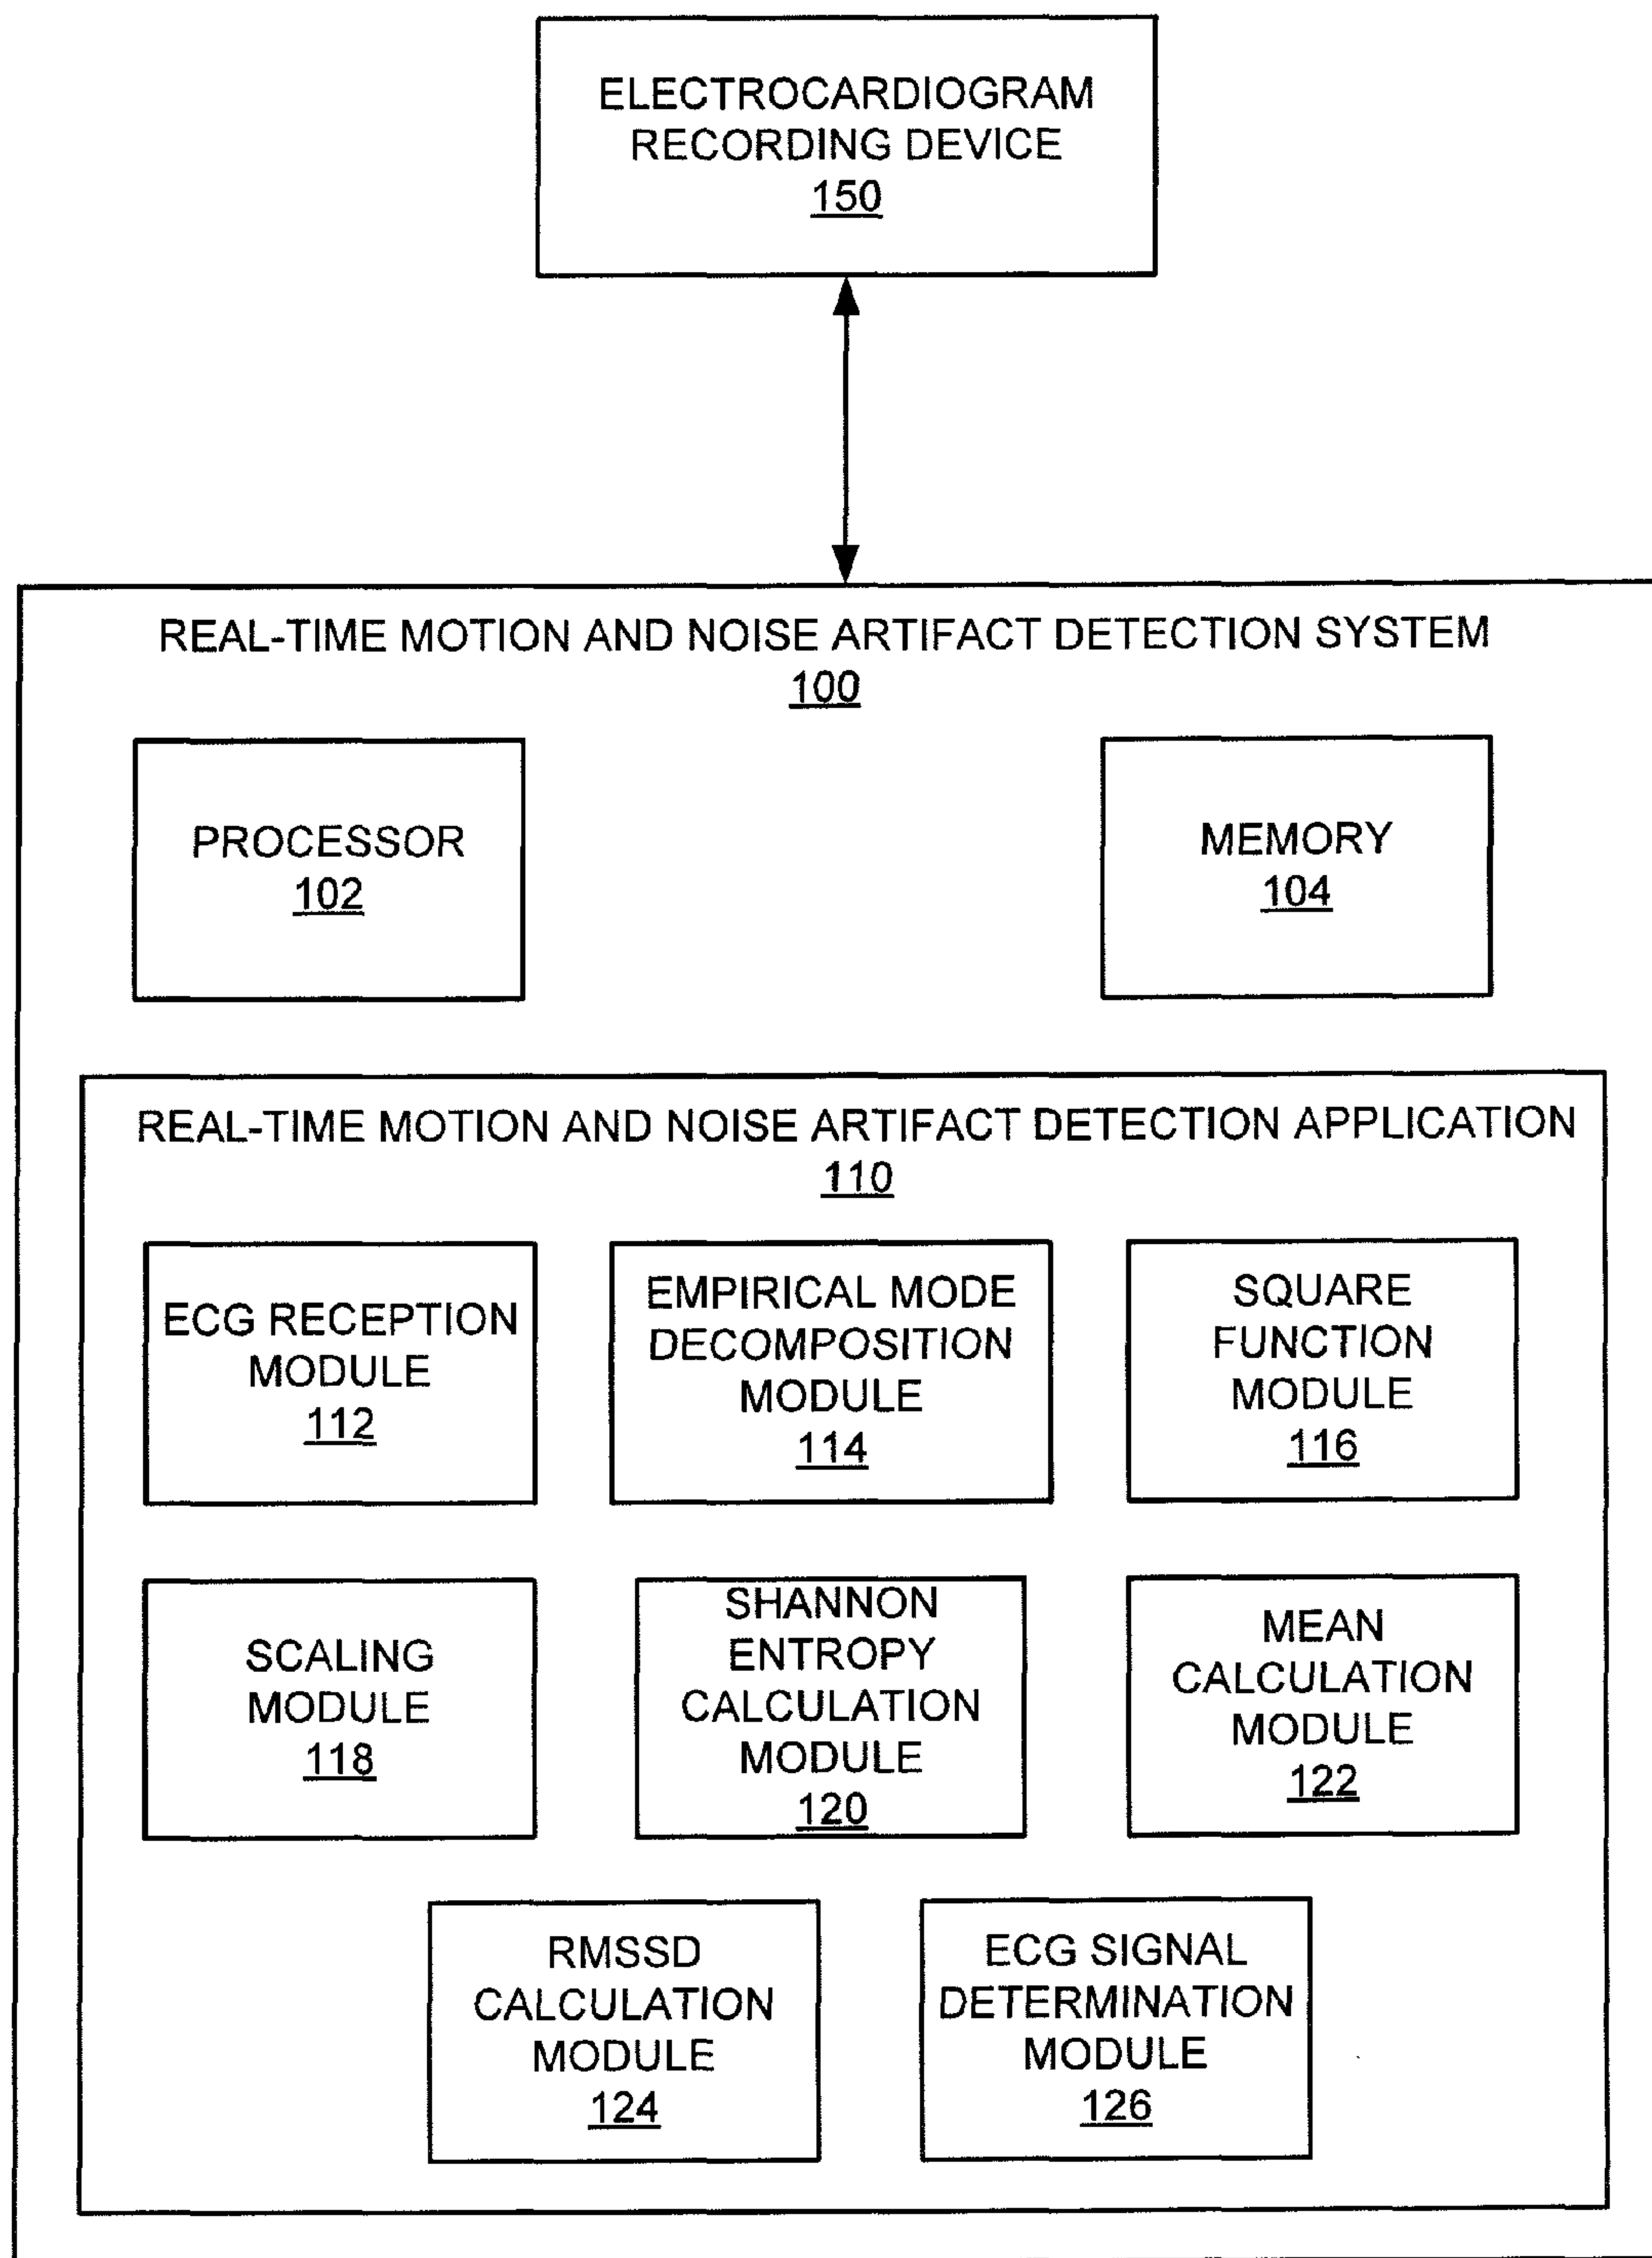 ELECTROCARDIOGRAM
RECORDING DEVICE
150
REAL-TIME MOTION AND NOISE ARTIFACT DETECTION SYSTEM
100
PROCESSOR
102
MEMORY
104
REAL-TIME MOTION AND NOISE ARTIFACT DETECTION APPLICATION
110
ECG RECEPTION
MODULE
112
EMPIRICAL MODE
DECOMPOSITION
MODULE
114
SQUARE
FUNCTION
MODULE
116
SCALING
MODULE
118
SHANNON
ENTROPY
CALCULATION
MODULE
120
MEAN
CALCULATION
MODULE
122
RMSSD
CALCULATION
MODULE
124
ECG SIGNAL
DETERMINATION
MODULE
126